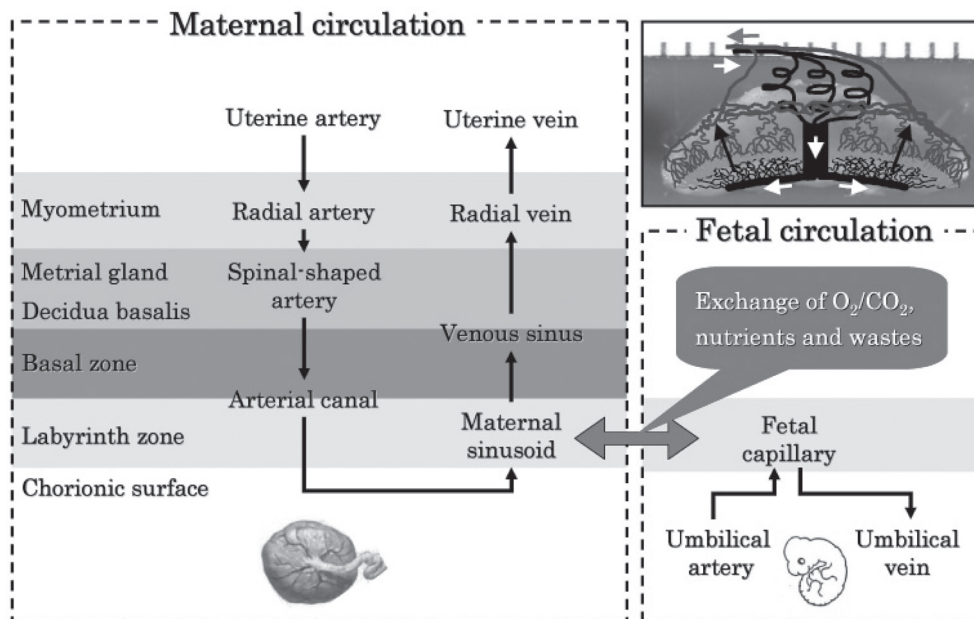 Maternal circulation
Uterine artery
Uterine vein
Myometrium
Radial artery
Radial vein
Metrial gland
Spinal-shaped
artery
Decidua basalis
Venous sinus
Basal zone
Arterial canal
Labyrinth zone
Maternal
sinusoid
Chorionic surface
Fetal circulation
Exchange of O₂/CO₂,
nutrients and wastes
Fetal
capillary
Umbilical
artery
Umbilical
vein